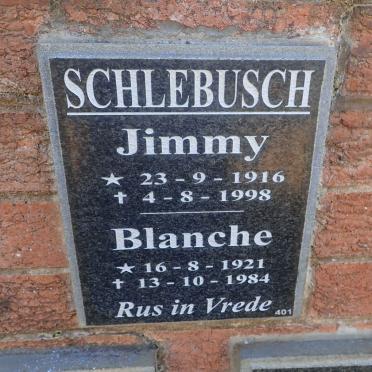 SCHLEBUSCH
Jimmy
★ 23 - 9 - 1916
✝ 4 - 8 - 1998
Blanche
★ 16 - 8 - 1921
✝ 13 - 10 - 1984
Rus in Vrede 401